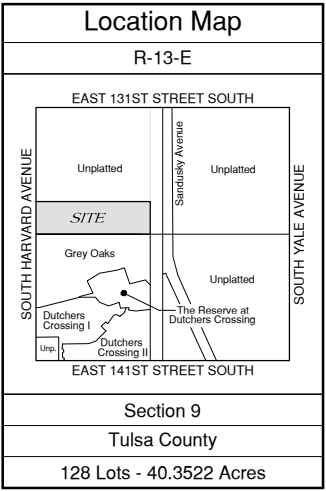 Location Map
R-13-E
EAST 131ST STREET SOUTH
SOUTH HARVARD AVENUE
Unplatted
Sandusky Avenue
Unplatted
SOUTH YALE AVENUE
SITE
Grey Oaks
Unplatted
The Reserve at
Dutchers Crossing
Dutchers
Crossing I
Unp.
Dutchers
Crossing II
EAST 141ST STREET SOUTH
Section 9
Tulsa County
128 Lots - 40.3522 Acres